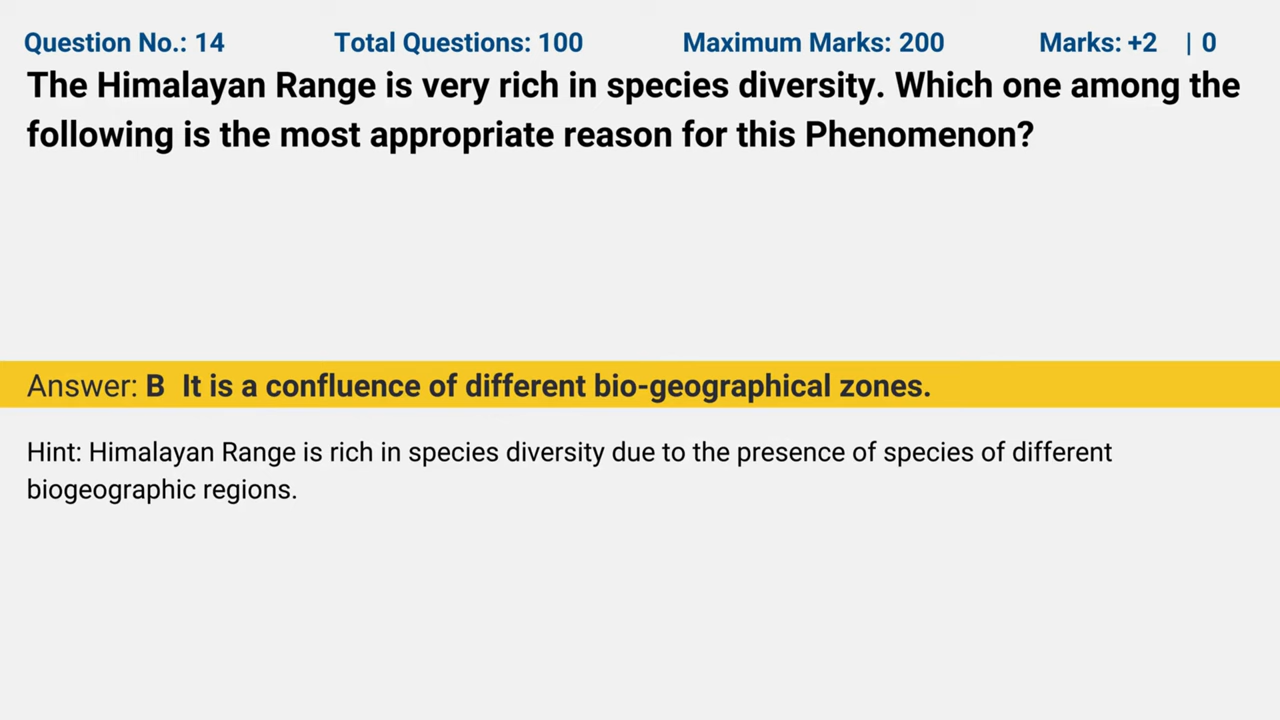 Question No.: 14 Total Questions: 100 Maximum Marks: 200 Marks: +2 | 0
The Himalayan Range is very rich in species diversity. Which one among the
following is the most appropriate reason for this Phenomenon?
Answer: B It is a confluence of different bio-geographical zones.
Hint: Himalayan Range is rich in species diversity due to the presence of species of different
biogeographic regions.